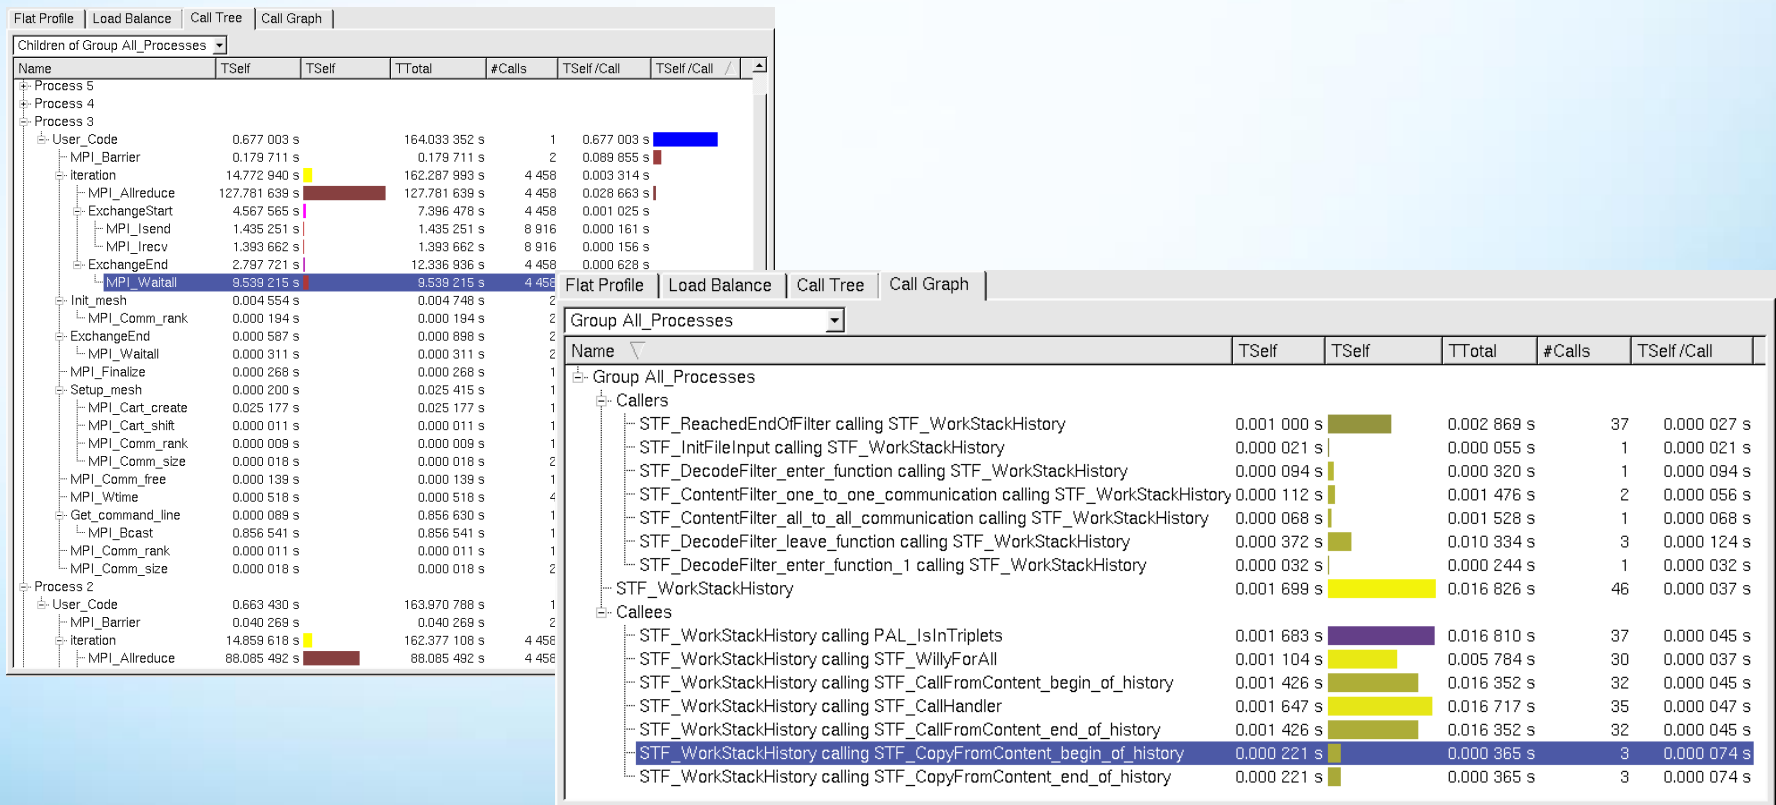 Flat Profile Load Balance Call Tree Call Graph
Children of Group All_Processes
Name TSelf TSelf TTotal #Calls TSelf /Call TSelf /Call
Process 5
Process 4
Process 3
User_Code 0.677 003 s 164.033 352 s 1 0.677 003 s
MPI_Barrier 0.179 711 s 0.179 711 s 2 0.089 855 s
iteration 14.772 940 s 162.287 993 s 4 458 0.003 314 s
MPI_Allreduce 127.781 639 s 127.781 639 s 4 458 0.028 663 s
ExchangeStart 4.567 565 s 7.396 478 s 4 458 0.001 025 s
MPI_Isend 1.435 251 s 1.435 251 s 8 916 0.000 161 s
MPI_Irecv 1.393 662 s 1.393 662 s 8 916 0.000 156 s
ExchangeEnd 2.797 721 s 12.336 936 s 4 458 0.000 628 s
MPI_Waitall 9.539 215 s 9.539 215 s 4 458
Init_mesh 0.004 554 s 0.004 748 s 2
MPI_Comm_rank 0.000 194 s 0.000 194 s 2
ExchangeEnd 0.000 587 s 0.000 898 s 2
MPI_Waitall 0.000 311 s 0.000 311 s 2
MPI_Finalize 0.000 268 s 0.000 268 s 1
Setup_mesh 0.000 200 s 0.025 415 s 1
MPI_Cart_create 0.025 177 s 0.025 177 s 1
MPI_Cart_shift 0.000 011 s 0.000 011 s 1
MPI_Comm_rank 0.000 009 s 0.000 009 s 1
MPI_Comm_size 0.000 018 s 0.000 018 s 2
MPI_Comm_free 0.000 139 s 0.000 139 s 1
MPI_Wtime 0.000 518 s 0.000 518 s 4
Get_command_line 0.000 089 s 0.856 630 s 1
MPI_Bcast 0.856 541 s 0.856 541 s 1
MPI_Comm_rank 0.000 011 s 0.000 011 s 1
MPI_Comm_size 0.000 018 s 0.000 018 s 2
Process 2
User_Code 0.663 430 s 163.970 788 s 1
MPI_Barrier 0.040 269 s 0.040 269 s 2
iteration 14.859 618 s 162.377 108 s 4 458
MPI_Allreduce 88.085 492 s 88.085 492 s 4 458
Flat Profile Load Balance Call Tree Call Graph
Group All_Processes
Name TSelf TSelf TTotal #Calls TSelf /Call
Group All_Processes
Callers
STF_ReachedEndOfFilter calling STF_WorkStackHistory 0.001 000 s 0.002 869 s 37 0.000 027 s
STF_InitFileInput calling STF_WorkStackHistory 0.000 021 s 0.000 055 s 1 0.000 021 s
STF_DecodeFilter_enter_function calling STF_WorkStackHistory 0.000 094 s 0.000 320 s 1 0.000 094 s
STF_ContentFilter_one_to_one_communication calling STF_WorkStackHistory 0.000 112 s 0.001 476 s 2 0.000 056 s
STF_ContentFilter_all_to_all_communication calling STF_WorkStackHistory 0.000 068 s 0.001 528 s 1 0.000 068 s
STF_DecodeFilter_leave_function calling STF_WorkStackHistory 0.000 372 s 0.010 334 s 3 0.000 124 s
STF_DecodeFilter_enter_function_1 calling STF_WorkStackHistory 0.000 032 s 0.000 244 s 1 0.000 032 s
STF_WorkStackHistory 0.001 699 s 0.016 826 s 46 0.000 037 s
Callees
STF_WorkStackHistory calling PAL_IsInTriplets 0.001 683 s 0.016 810 s 37 0.000 045 s
STF_WorkStackHistory calling STF_WillyForAll 0.001 104 s 0.005 784 s 30 0.000 037 s
STF_WorkStackHistory calling STF_CallFromContent_begin_of_history 0.001 426 s 0.016 352 s 32 0.000 045 s
STF_WorkStackHistory calling STF_CallHandler 0.001 647 s 0.016 717 s 35 0.000 047 s
STF_WorkStackHistory calling STF_CallFromContent_end_of_history 0.001 426 s 0.016 352 s 32 0.000 045 s
STF_WorkStackHistory calling STF_CopyFromContent_begin_of_history 0.000 221 s 0.000 365 s 3 0.000 074 s
STF_WorkStackHistory calling STF_CopyFromContent_end_of_history 0.000 221 s 0.000 365 s 3 0.000 074 s